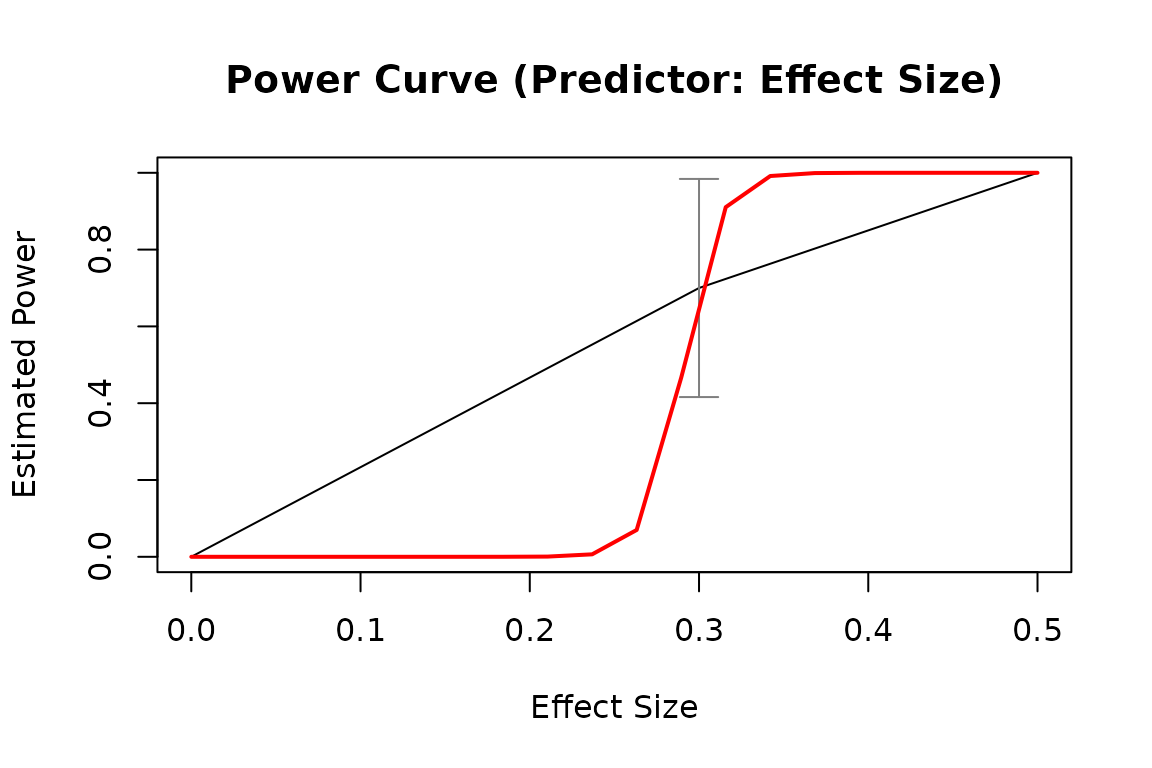 Power Curve (Predictor: Effect Size)
Estimated Power
0.8
0.4
0.0
0.0 0.1 0.2 0.3 0.4 0.5
Effect Size